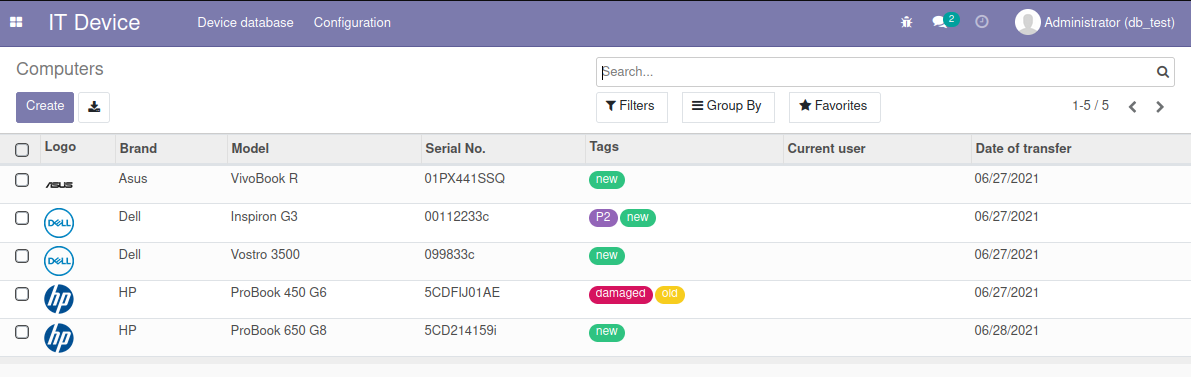 IT Device Device database Configuration 2 Administrator (db_test)
Computers Search...
Create Filters Group By Favorites 1-5 / 5
Logo Brand Model Serial No. Tags Current user Date of transfer
ASUS Asus VivoBook R 01PX441SSQ new 06/27/2021
DELL Dell Inspiron G3 00112233c P2 new 06/27/2021
DELL Dell Vostro 3500 099833c new 06/27/2021
hp HP ProBook 450 G6 5CDFIJ01AE damaged old 06/27/2021
hp HP ProBook 650 G8 5CD214159i new 06/28/2021